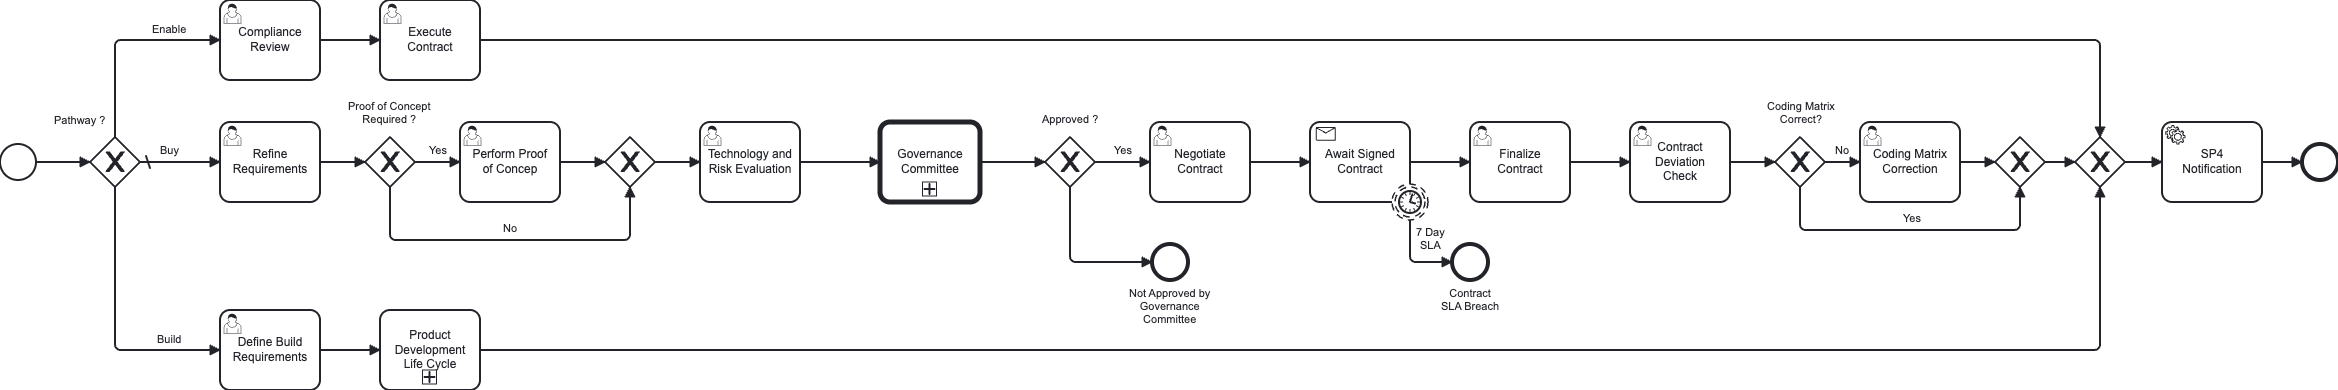 Enable
Compliance
Review
Execute
Contract
Pathway ?
Buy
Refine
Requirements
Proof of Concept
Required ?
Yes
No
Perform Proof
of Concep
Technology and
Risk Evaluation
Governance
Committee
Approved ?
Yes
Not Approved by
Governance
Committee
Negotiate
Contract
Await Signed
Contract
7 Day
SLA
Contract
SLA Breach
Finalize
Contract
Contract
Deviation
Check
Coding Matrix
Correct?
No
Yes
Coding Matrix
Correction
SP4
Notification
Build
Define Build
Requirements
Product
Development
Life Cycle